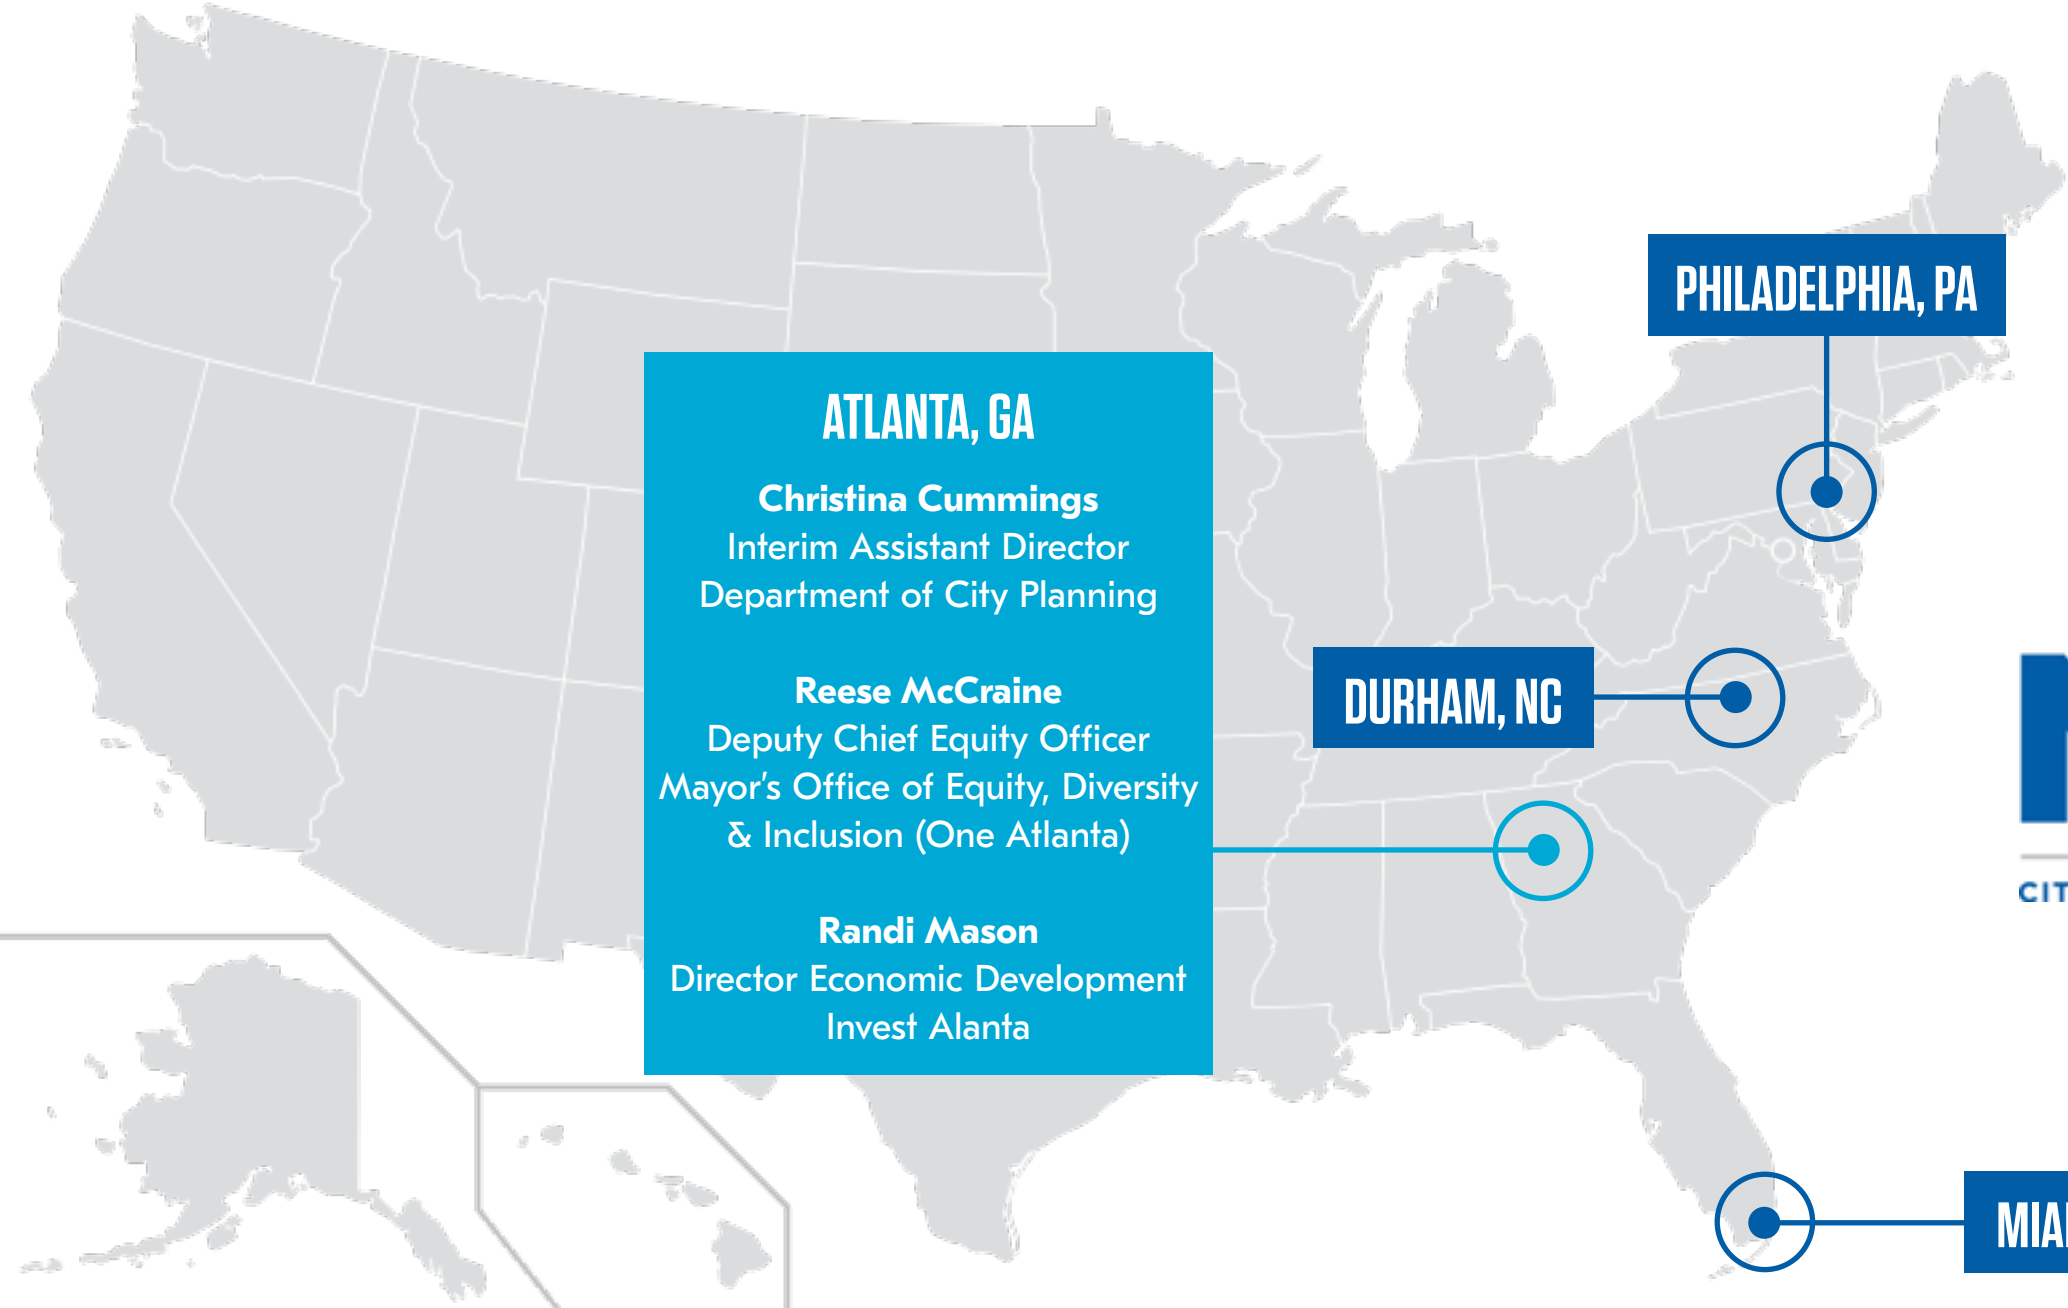 PHILADELPHIA, PA
ATLANTA, GA
Christina Cummings
Interim Assistant Director
Department of City Planning
Reese McCraine
Deputy Chief Equity Officer
Mayor's Office of Equity, Diversity
& Inclusion (One Atlanta)
Randi Mason
Director Economic Development
Invest Alanta
DURHAM, NC